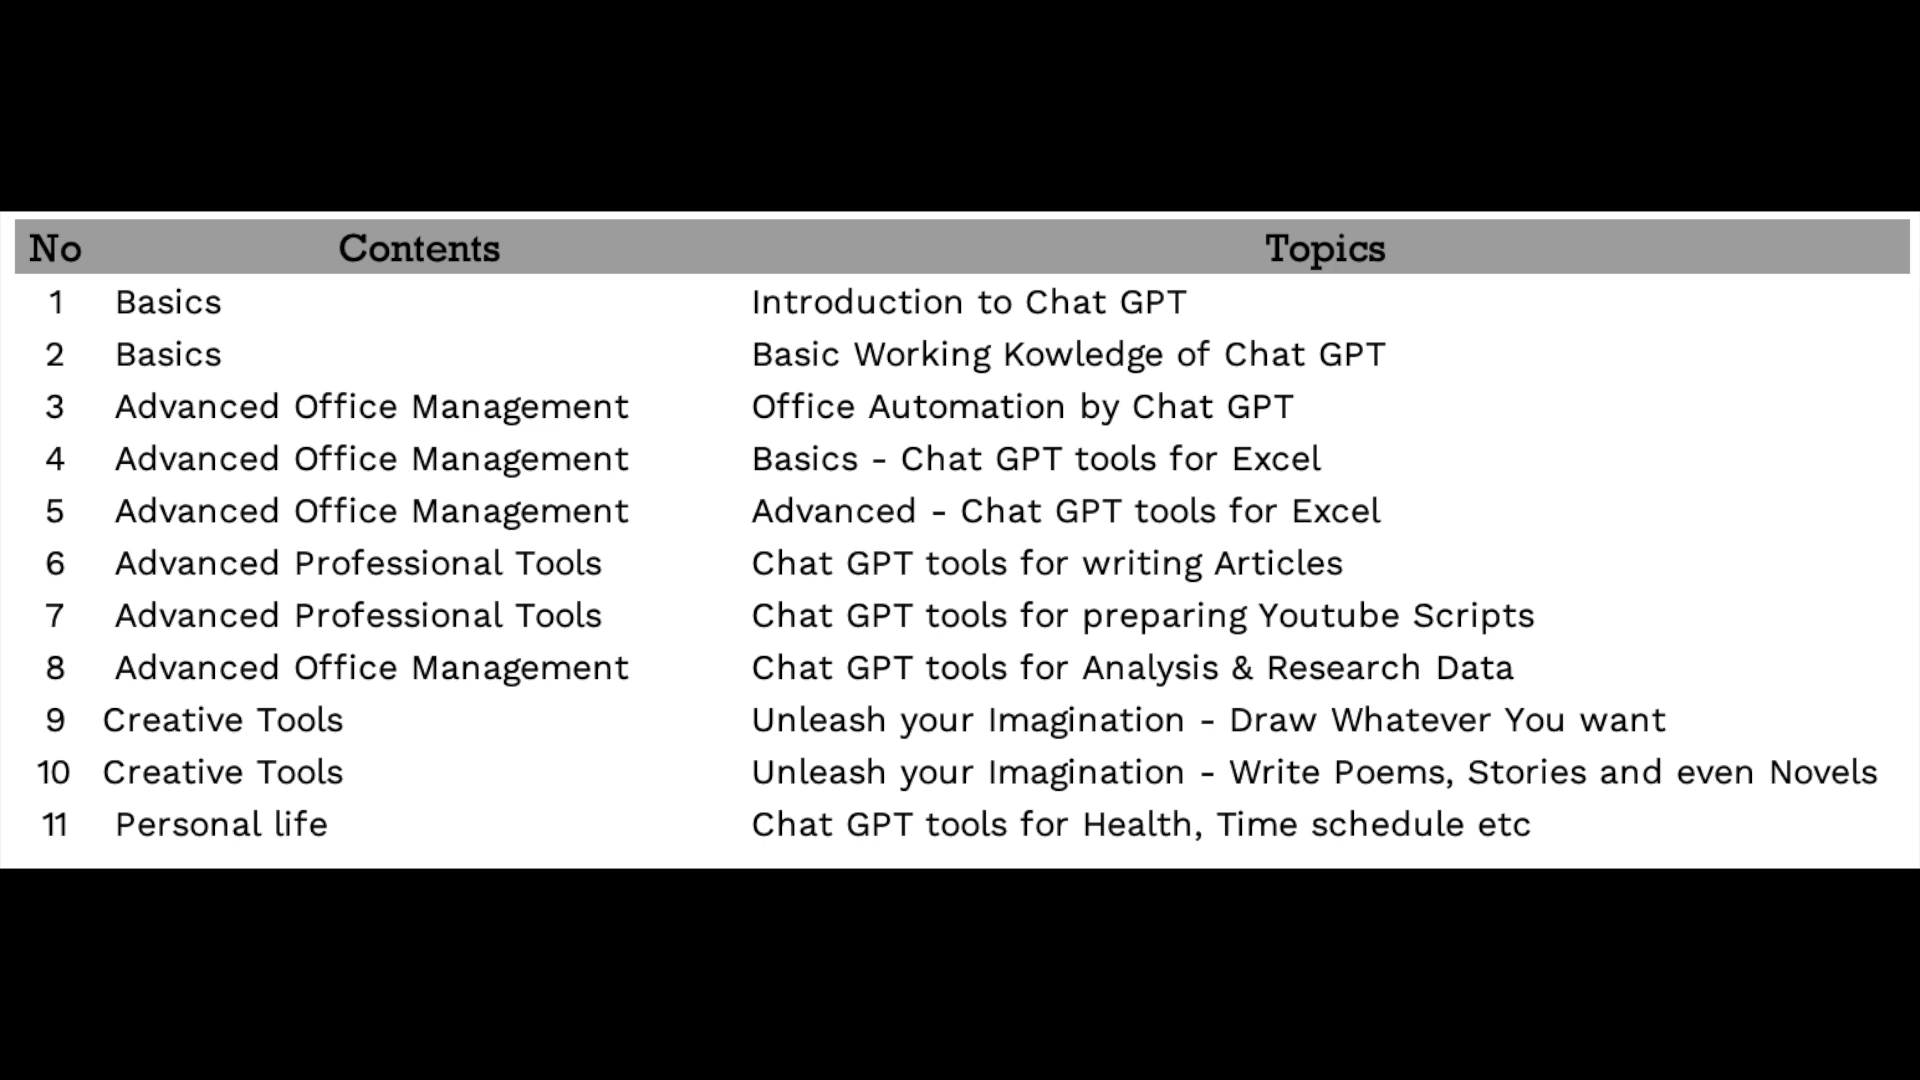 No Contents Topics
1 Basics Introduction to Chat GPT
2 Basics Basic Working Kowledge of Chat GPT
3 Advanced Office Management Office Automation by Chat GPT
4 Advanced Office Management Basics - Chat GPT tools for Excel
5 Advanced Office Management Advanced - Chat GPT tools for Excel
6 Advanced Professional Tools Chat GPT tools for writing Articles
7 Advanced Professional Tools Chat GPT tools for preparing Youtube Scripts
8 Advanced Office Management Chat GPT tools for Analysis & Research Data
9 Creative Tools Unleash your Imagination - Draw Whatever You want
10 Creative Tools Unleash your Imagination - Write Poems, Stories and even Novels
11 Personal life Chat GPT tools for Health, Time schedule etc